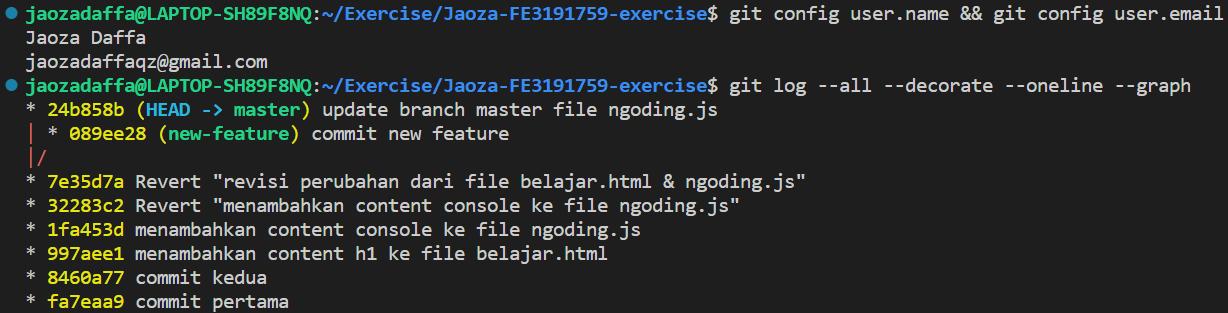 jaozadaffa@LAPTOP-SH89F8NQ:~/Exercise/Jaoza-FE3191759-exercise$ git config user.name && git config user.email
Jaoza Daffa
jaozadaffaqz@gmail.com
jaozadaffa@LAPTOP-SH89F8NQ:~/Exercise/Jaoza-FE3191759-exercise$ git log --all --decorate --oneline --graph
* 24b858b (HEAD -> master) update branch master file ngoding.js
| * 089ee28 (new-feature) commit new feature
|/
* 7e35d7a Revert "revisi perubahan dari file belajar.html & ngoding.js"
* 32283c2 Revert "menambahkan content console ke file ngoding.js"
* 1fa453d menambahkan content console ke file ngoding.js
* 997aee1 menambahkan content h1 ke file belajar.html
* 8460a77 commit kedua
* fa7eaa9 commit pertama